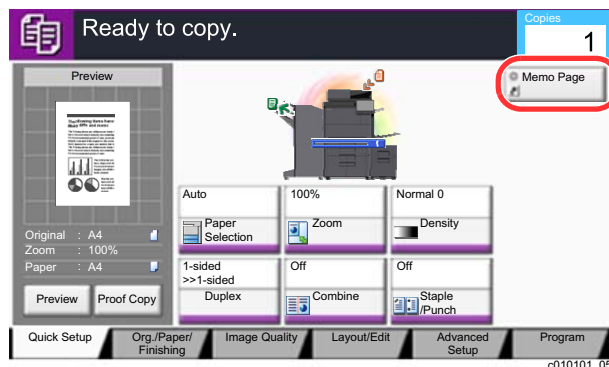 Ready to copy.
Copies
1
Memo Page
Preview
Original : A4
Zoom : 100%
Paper : A4
Preview
Proof Copy
Auto
Paper
Selection
100%
Zoom
Normal 0
Density
1-sided
>>1-sided
Duplex
Off
Combine
Off
Staple
/Punch
Quick Setup
Org./Paper/
Finishing
Image Quality
Layout/Edit
Advanced
Setup
Program
c010101_05